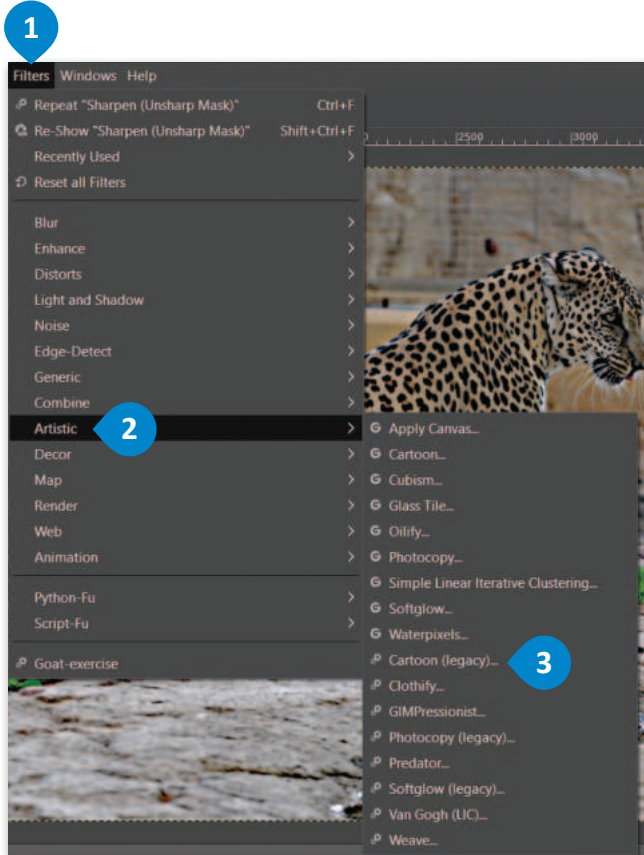 1
Filters Windows Help
Repeat "Sharpen (Unsharp Mask)" Ctrl+F
Re-Show "Sharpen (Unsharp Mask)" Shift+Ctrl+F
Recently Used
Reset all Filters
2500
3000
Blur
Enhance
Distorts
Light and Shadow
Noise
Edge-Detect
Generic
Combine
Artistic 2
Decor
Map
Render
Web
Animation
Python-Fu
Script-Fu
Goat-exercise
Apply Canvas...
Cartoon...
Cubism...
Glass Tile...
Oilify...
Photocopy...
Simple Linear Iterative Clustering...
Softglow...
Waterpixels...
Cartoon (legacy)... 3
Clothify...
GIMPressionist...
Photocopy (legacy)...
Predator...
Softglow (legacy)...
Van Gogh (LIC)...
Weave...